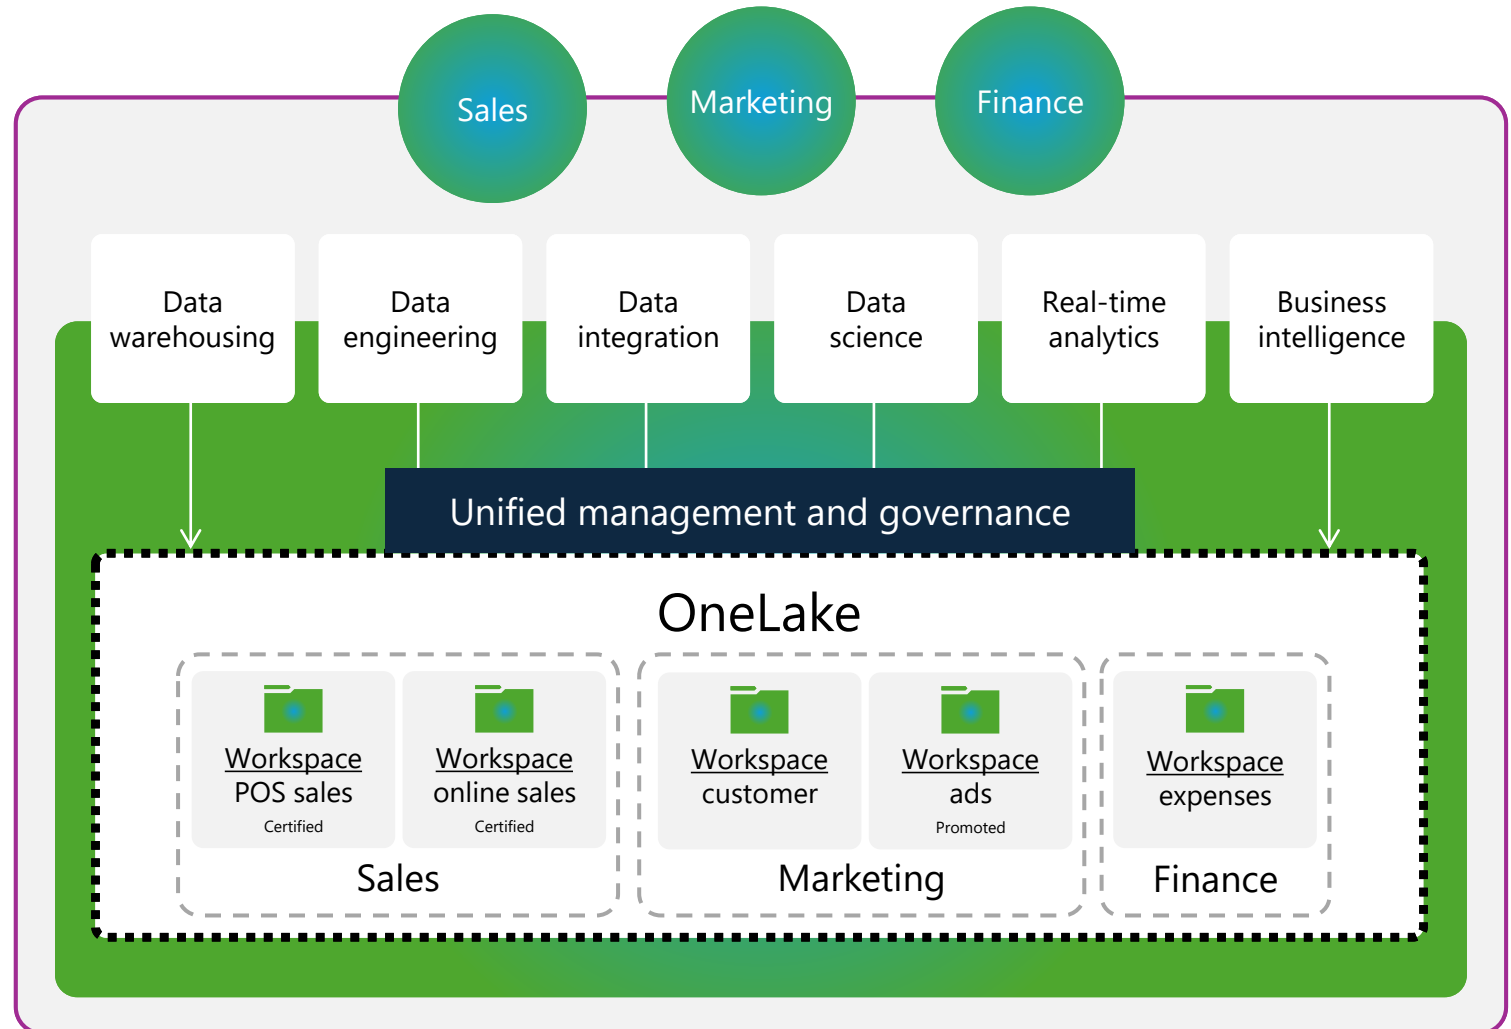 Sales
Marketing
Finance
Data
warehousing
Data
engineering
Data
integration
Data
science
Real-time
analytics
Business
intelligence
Unified management and governance
OneLake
Workspace
POS sales
Certified
Workspace
online sales
Certified
Sales
Workspace
customer
Workspace
ads
Promoted
Marketing
Workspace
expenses
Finance